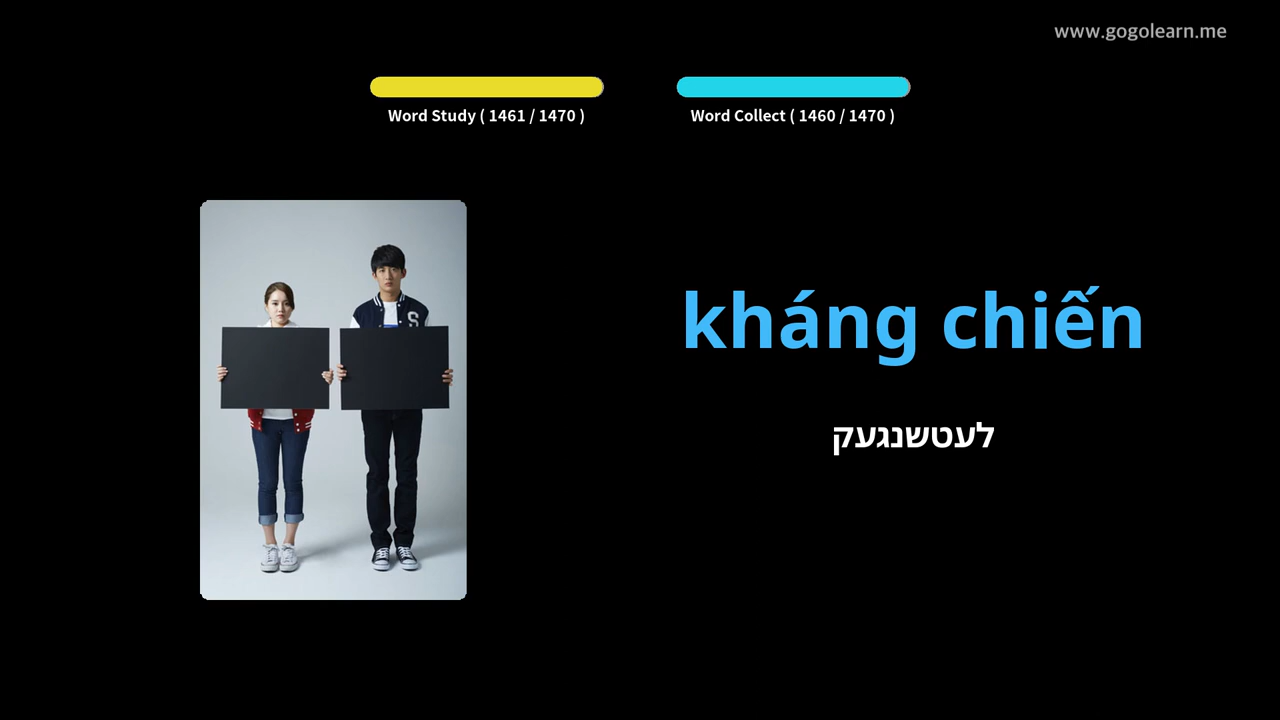 www.gogolearn.me
Word Study ( 1461 / 1470 )
Word Collect ( 1460 / 1470 )
S
kháng chiến
לעטשנגעק